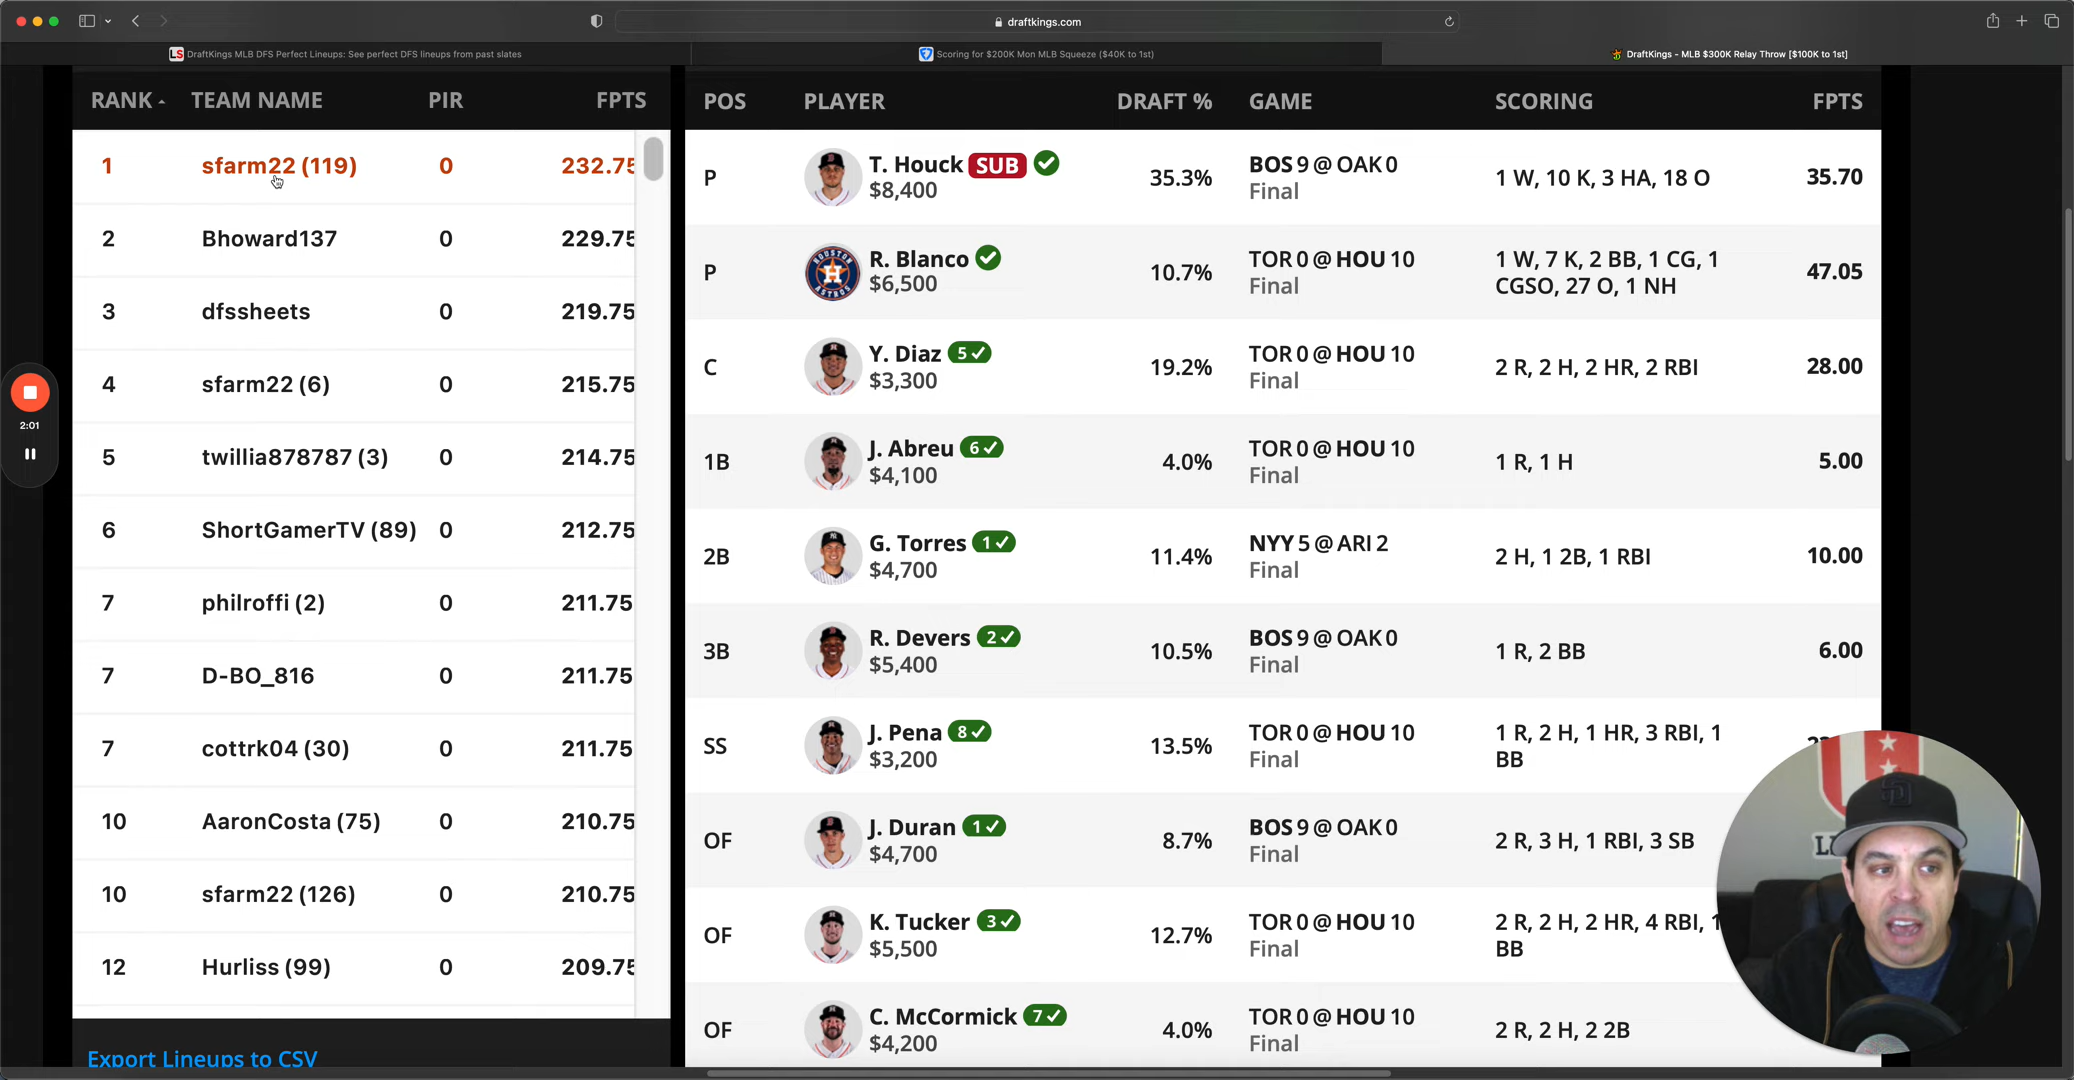 draftkings.com
LS DraftKings MLB DFS Perfect Lineups: See perfect DFS lineups from past slates
Scoring for $200K Mon MLB Squeeze ($40K to 1st)
DraftKings - MLB $300K Relay Throw [$100K to 1st]
RANK TEAM NAME PIR FPTS
1 sfarm22 (119) 0 232.75
2 Bhoward137 0 229.75
3 dfssheets 0 219.75
4 sfarm22 (6) 0 215.75
5 twillia878787 (3) 0 214.75
6 ShortGamerTV (89) 0 212.75
7 philroffi (2) 0 211.75
7 D-BO_816 0 211.75
7 cottrk04 (30) 0 211.75
10 AaronCosta (75) 0 210.75
10 sfarm22 (126) 0 210.75
12 Hurliss (99) 0 209.75
Export Lineups to CSV
2:01
POS PLAYER DRAFT % GAME SCORING FPTS
P T. Houck SUB 35.3% BOS 9 @ OAK 0 1 W, 10 K, 3 HA, 18 O 35.70
$8,400 Final
P R. Blanco 10.7% TOR 0 @ HOU 10 1 W, 7 K, 2 BB, 1 CG, 1 47.05
$6,500 Final CGSO, 27 O, 1 NH
C Y. Diaz 5 19.2% TOR 0 @ HOU 10 2 R, 2 H, 2 HR, 2 RBI 28.00
$3,300 Final
1B J. Abreu 6 4.0% TOR 0 @ HOU 10 1 R, 1 H 5.00
$4,100 Final
2B G. Torres 1 11.4% NYY 5 @ ARI 2 2 H, 1 2B, 1 RBI 10.00
$4,700 Final
3B R. Devers 2 10.5% BOS 9 @ OAK 0 1 R, 2 BB 6.00
$5,400 Final
SS J. Pena 8 13.5% TOR 0 @ HOU 10 1 R, 2 H, 1 HR, 3 RBI, 1
$3,200 Final BB
OF J. Duran 1 8.7% BOS 9 @ OAK 0 2 R, 3 H, 1 RBI, 3 SB
$4,700 Final
OF K. Tucker 3 12.7% TOR 0 @ HOU 10 2 R, 2 H, 2 HR, 4 RBI, 1
$5,500 Final BB
OF C. McCormick 7 4.0% TOR 0 @ HOU 10 2 R, 2 H, 2 2B
$4,200 Final